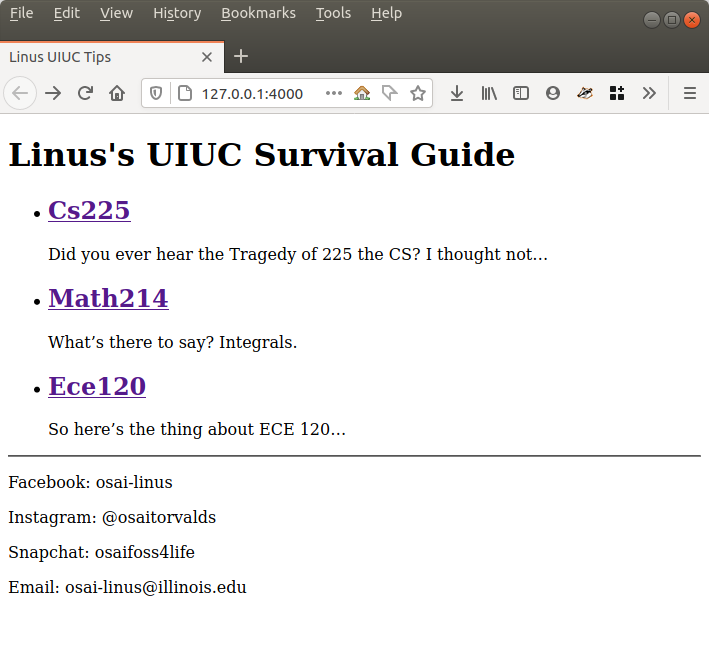 File Edit View History Bookmarks Tools Help
Linus UIUC Tips
127.0.0.1:4000
Linus's UIUC Survival Guide
Cs225
Did you ever hear the Tragedy of 225 the CS? I thought not…
Math214
What’s there to say? Integrals.
Ece120
So here’s the thing about ECE 120…
Facebook: osai-linus
Instagram: @osaitorvalds
Snapchat: osaifoss4life
Email: osai-linus@illinois.edu